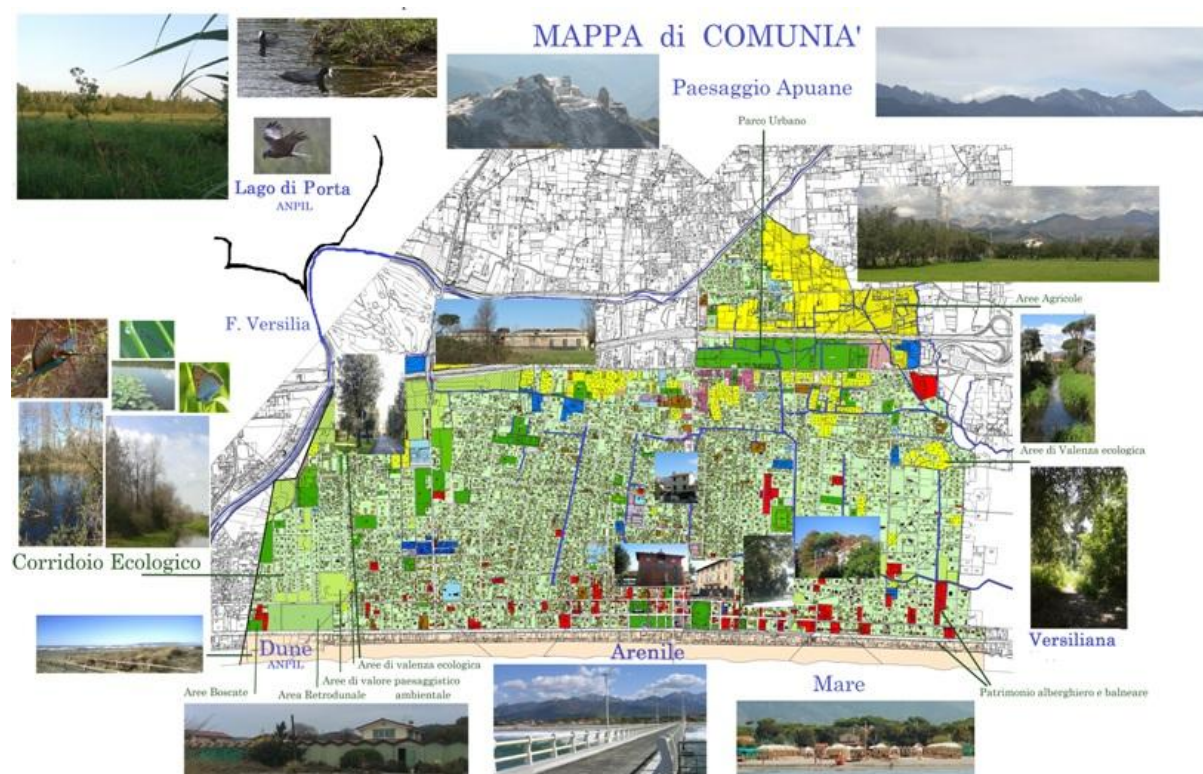 MAPPA di COMUNIA'
Paesaggio Apuane
Parco Urbano
Lago di Porta
ANPIL
F. Versilia
Aree Agricole
Aree di Valenza ecologica
Corridoio Ecologico
Versiliana
Dune
ANPIL
Arenile
Aree di valenza ecologica
Aree di valore paesaggistico
ambientale
Aree Boscate
Area Retrodunale
Mare
Patrimonio alberghiero e balneare